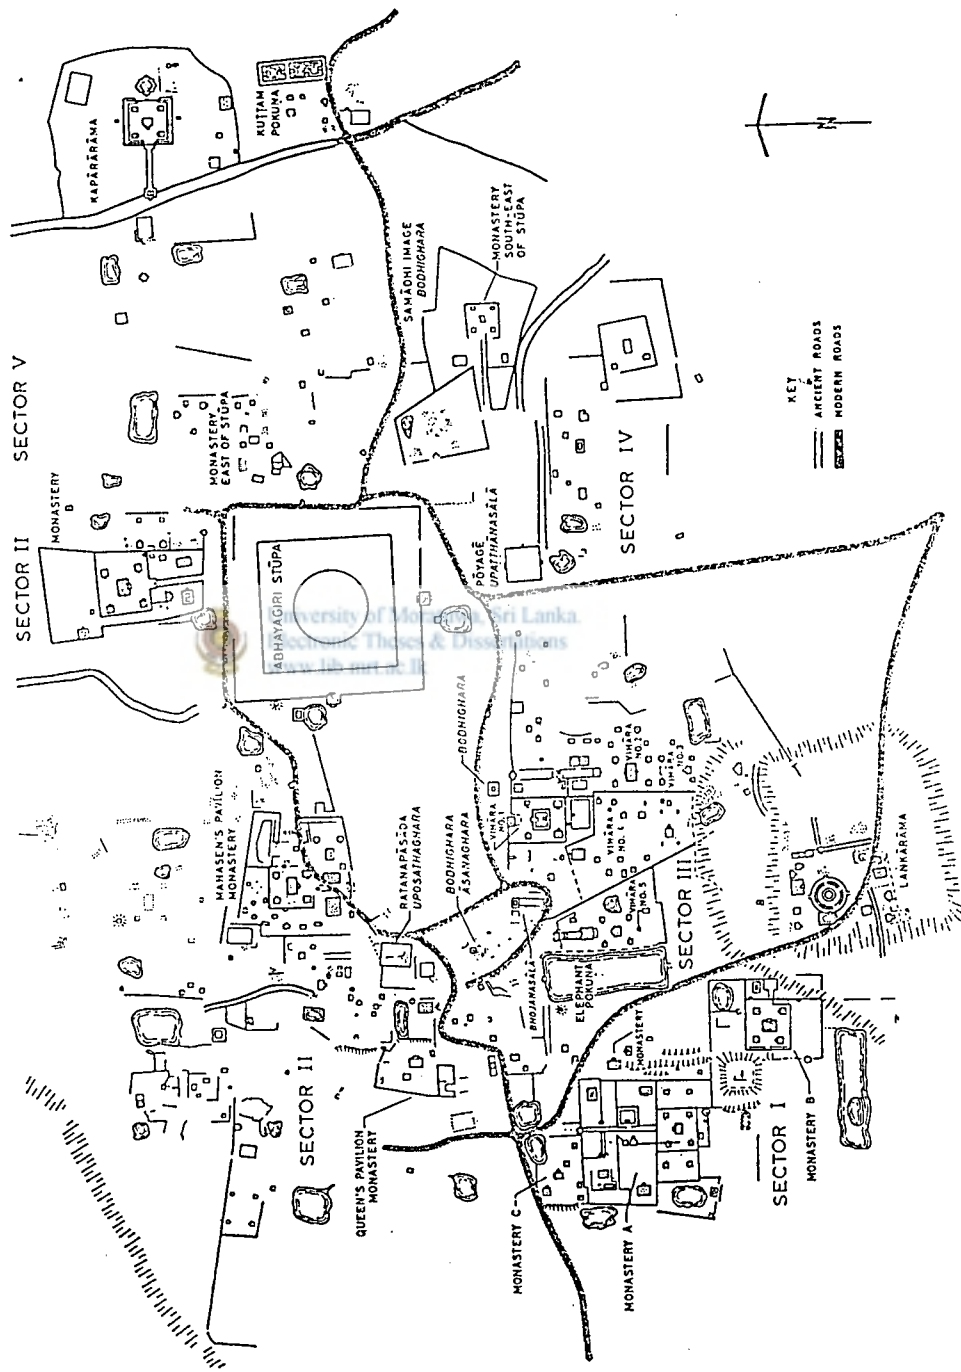 SECTOR II
SECTOR V
KAPĀRĀRĀMA
MONASTERY
KUṬṬAM
POKUNA
MONASTERY
EAST OF STŪPA
SAMĀDHI IMAGE
BODHIGHARA
MONASTERY
SOUTH-EAST
OF STŪPA
ABHAYAGIRI STŪPA
University of Moratuwa, Sri Lanka.
Electronic Theses & Dissertations
www.lib.mrt.ac.lk
PŌYAGĒ
UPAṬṬHĀNASĀLĀ
SECTOR IV
N
KEY
ANCIENT ROADS
MODERN ROADS
MAHASEN'S PAVILION
MONASTERY
RATANAPĀSĀDA
UPOSATHAGHARA
BODHIGHARA
BODHIGHARA
ĀSANAGHARA
VIHĀRA
NO. 1
VIHĀRA
NO. 2
VIHĀRA
NO. 3
VIHĀRA
NO. 4
VIHĀRA
NO. 5
BHOJANASĀLĀ
ELEPHANT
POKUNA
SECTOR III
LANKARĀMA
SECTOR II
QUEEN'S PAVILION
MONASTERY
MONASTERY C
MONASTERY A
MONASTERY
SECTOR I
MONASTERY B